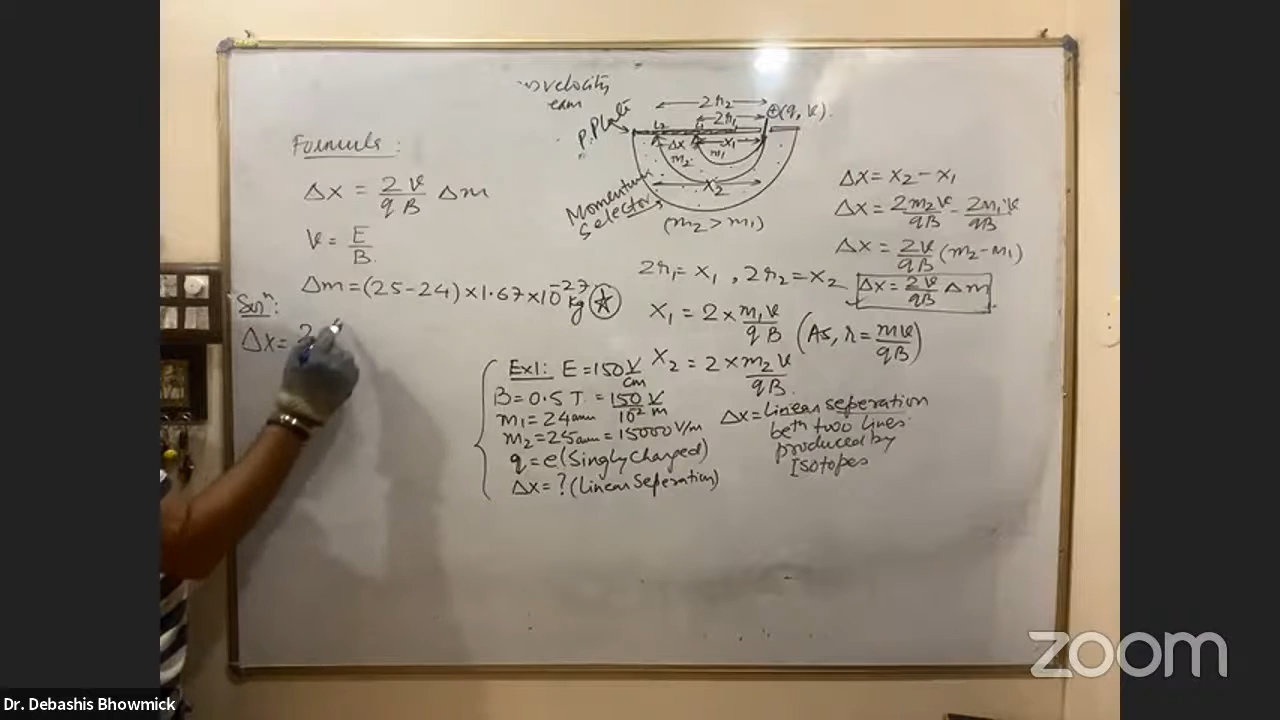 velocity
eam
Formula:
Δx = 2v/qB Δm
v = E/B
Δm = (25-24) × 1.67 × 10^-27 kg
Sol^n:
Δx = 2
P. Plate
2r2
2r1
(q, v).
Δx
x1
m2
m1
x2
Momentum
Selector
(m2 > m1)
2r1 = x1, 2r2 = x2
x1 = 2 × m1v/qB (As, r = mv/qB)
x2 = 2 × m2v/qB.
Δx = x2 - x1
Δx = 2m2v/qB - 2m1v/qB
Δx = 2v/qB (m2 - m1)
Δx = 2v/qB Δm
Ex1: E = 150 V/cm
B = 0.5 T. = 150/10^-2 V/m
m1 = 24 amu
m2 = 25 amu = 15000 V/m
q = e (Singly Charged)
Δx = ? (Linear Seperation)
Δx = Linear seperation
beth two lines
produced by
Isotopes
zoom
Dr. Debashis Bhowmick